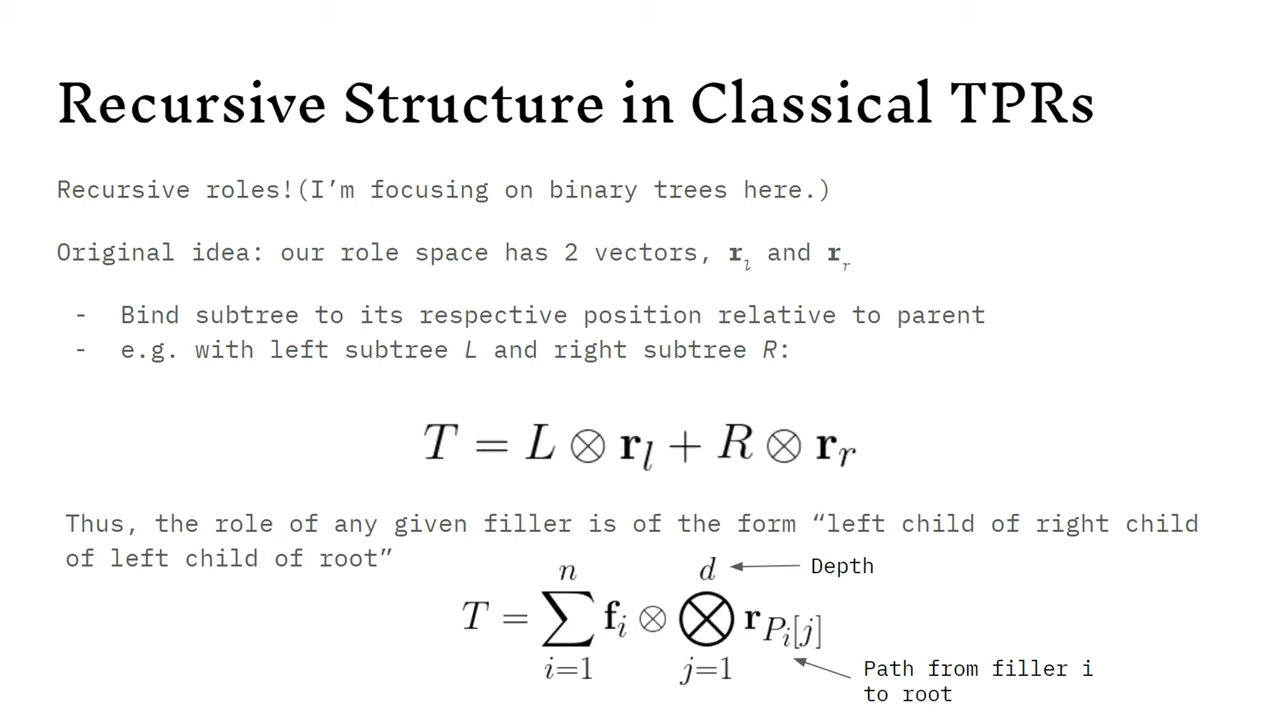 Recursive Structure in Classical TPRs
Recursive roles!(I’m focusing on binary trees here.)
Original idea: our role space has 2 vectors, r_l and r_r
- Bind subtree to its respective position relative to parent
- e.g. with left subtree L and right subtree R:
T = L ⊗ r_l + R ⊗ r_r
Thus, the role of any given filler is of the form “left child of right child
of left child of root”
T = ∑_{i=1}^{n} f_i ⊗ ⨂_{j=1}^{d} r_{P_i[j]}
Depth
Path from filler i
to root